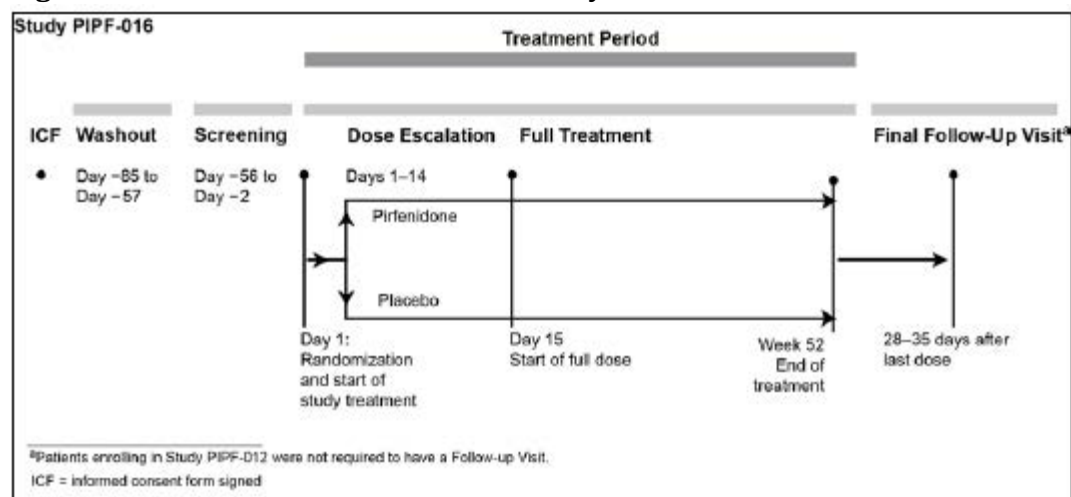 Study PIPF-016
Treatment Period
ICF Washout Screening Dose Escalation Full Treatment Final Follow-Up Visitᵃ
Day −85 to Day −56 to Days 1–14
Day −57 Day −2
Pirfenidone
Placebo
Day 1: Day 15 Week 52 28–35 days after
Randomization Start of full dose End of last dose
and start of treatment
study treatment
ᵃPatients enrolling in Study PIPF-012 were not required to have a Follow-up Visit.
ICF = informed consent form signed